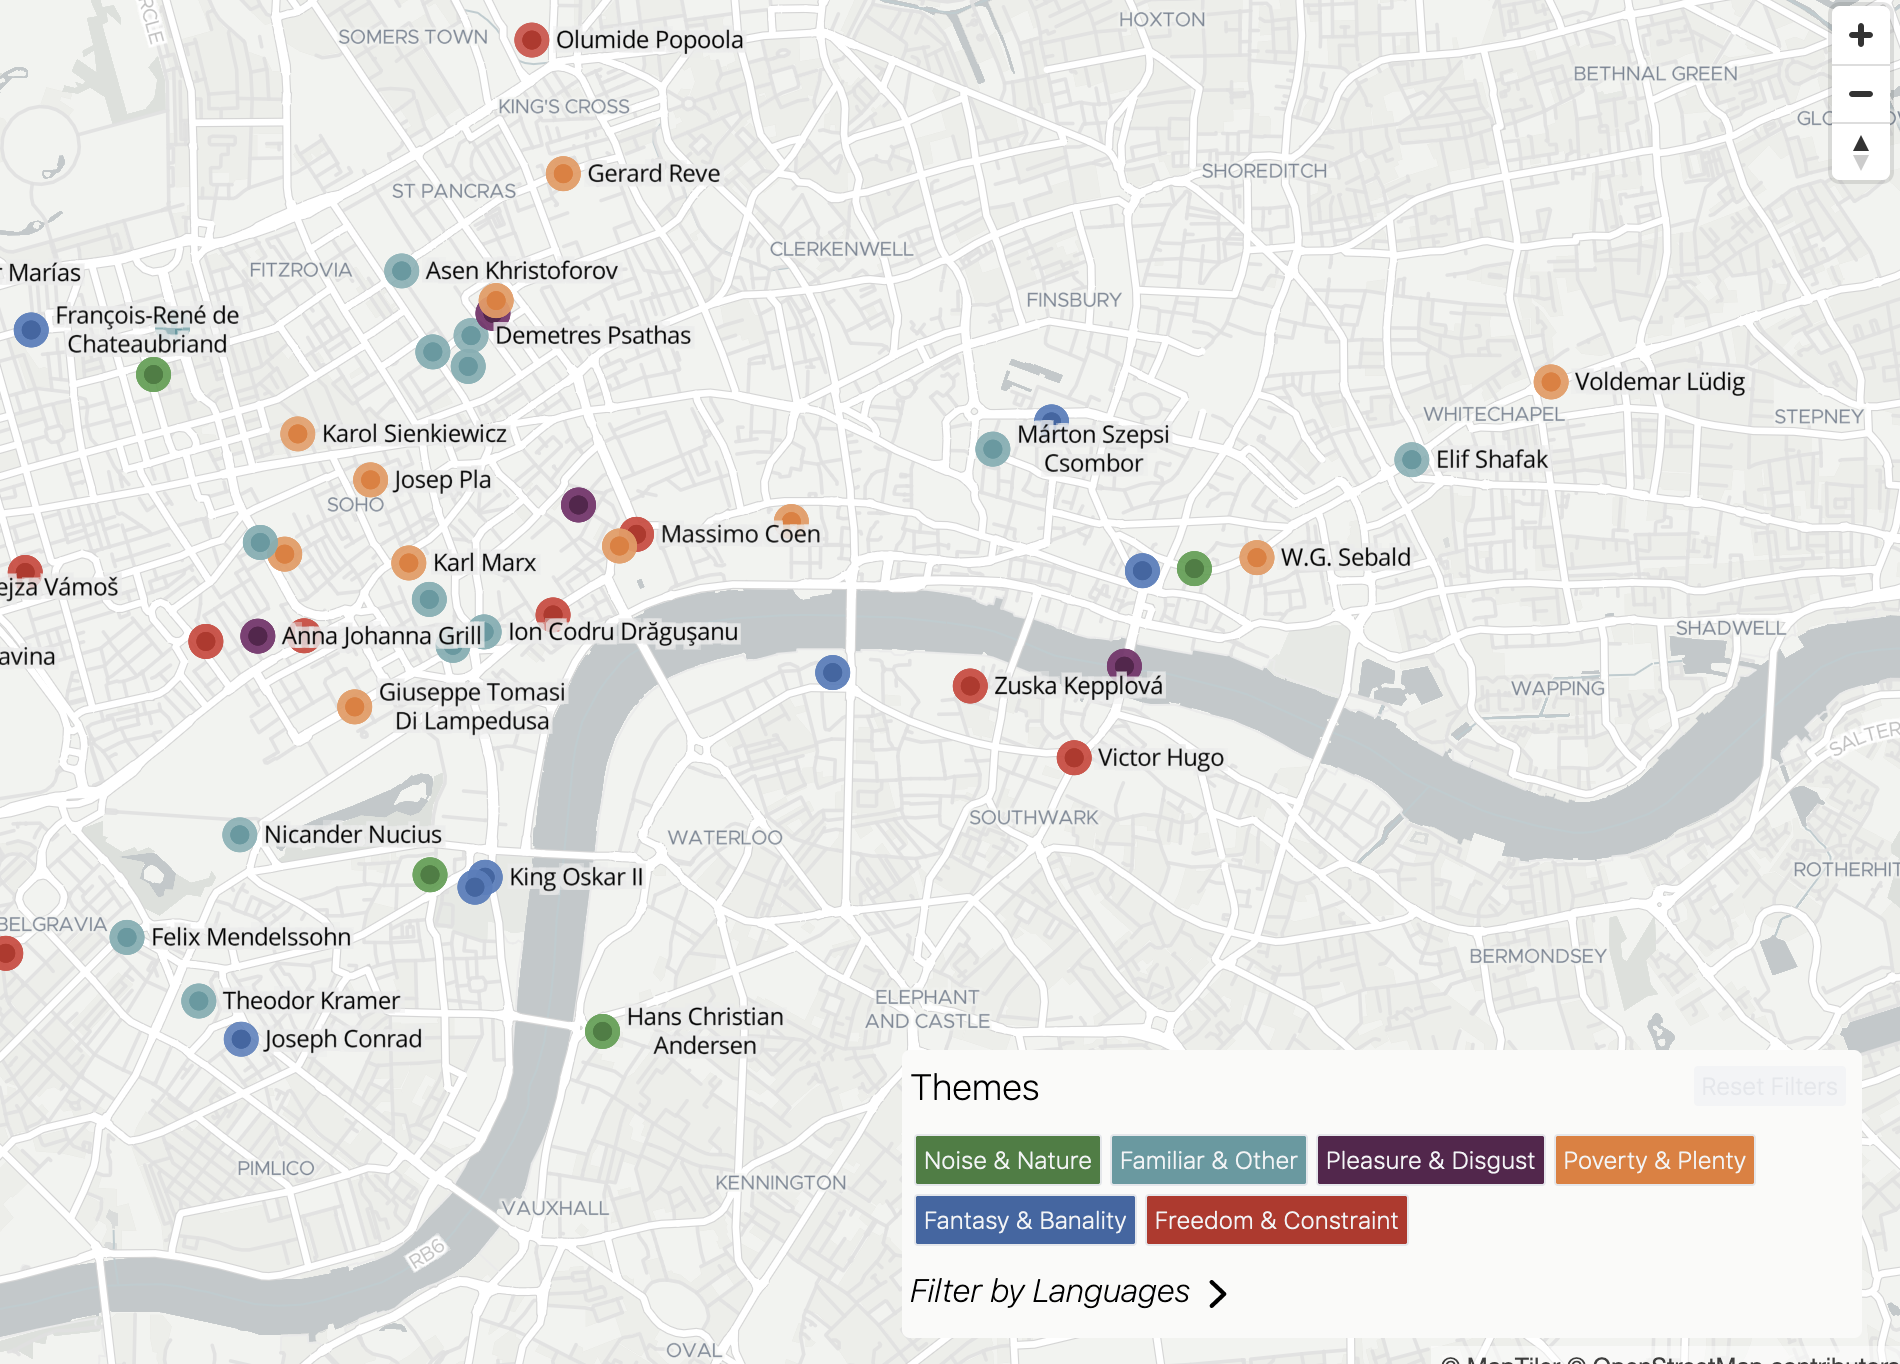 HOXTON
SOMERS TOWN
Olumide Popoola
BETHNAL GREEN
KING'S CROSS
SHOREDITCH
Gerard Reve
ST PANCRAS
CLERKENWELL
FITZROVIA
Asen Khristoforov
Marías
FINSBURY
François-René de
Chateaubriand
Demetres Psathas
Voldemar Lüdig
WHITECHAPEL
STEPNEY
Karol Sienkiewicz
Márton Szepsi
Csombor
Elif Shafak
Josep Pla
SOHO
Massimo Coen
Karl Marx
W.G. Sebald
ejza Vámoš
Anna Johanna Grill
Ion Codru Drăguşanu
SHADWELL
avina
Zuska Kepplová
WAPPING
Giuseppe Tomasi
Di Lampedusa
Victor Hugo
SALTER
SOUTHWARK
Nicander Nucius
WATERLOO
King Oskar II
ROTHERHIT
BELGRAVIA
Felix Mendelssohn
BERMONDSEY
Theodor Kramer
ELEPHANT
AND CASTLE
Hans Christian
Andersen
Joseph Conrad
PIMLICO
KENNINGTON
VAUXHALL
RB6
OVAL
Themes
Reset Filters
Noise & Nature
Familiar & Other
Pleasure & Disgust
Poverty & Plenty
Fantasy & Banality
Freedom & Constraint
Filter by Languages
© MapTiler © OpenStreetMap contributors